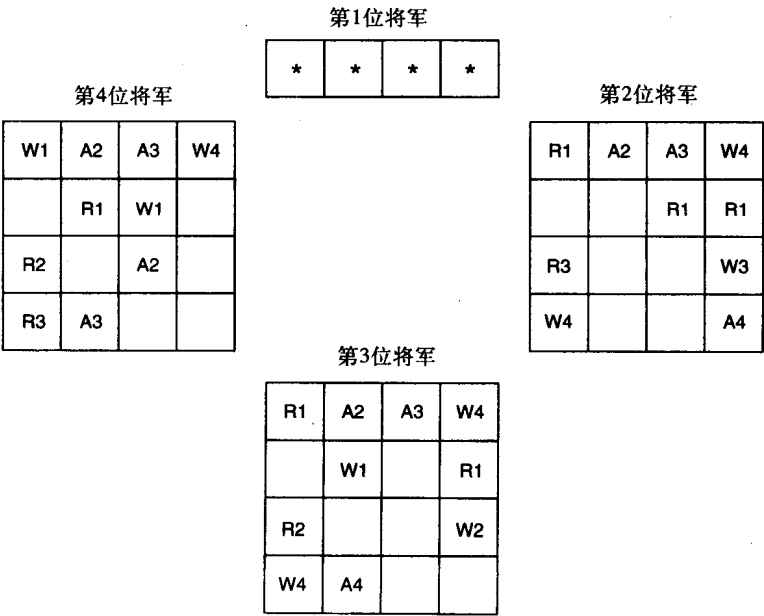 第1位将军
* * * *
第4位将军
W1 A2 A3 W4
R1 W1
R2 A2
R3 A3
第2位将军
R1 A2 A3 W4
R1 R1
R3 W3
W4 A4
第3位将军
R1 A2 A3 W4
W1 R1
R2 W2
W4 A4